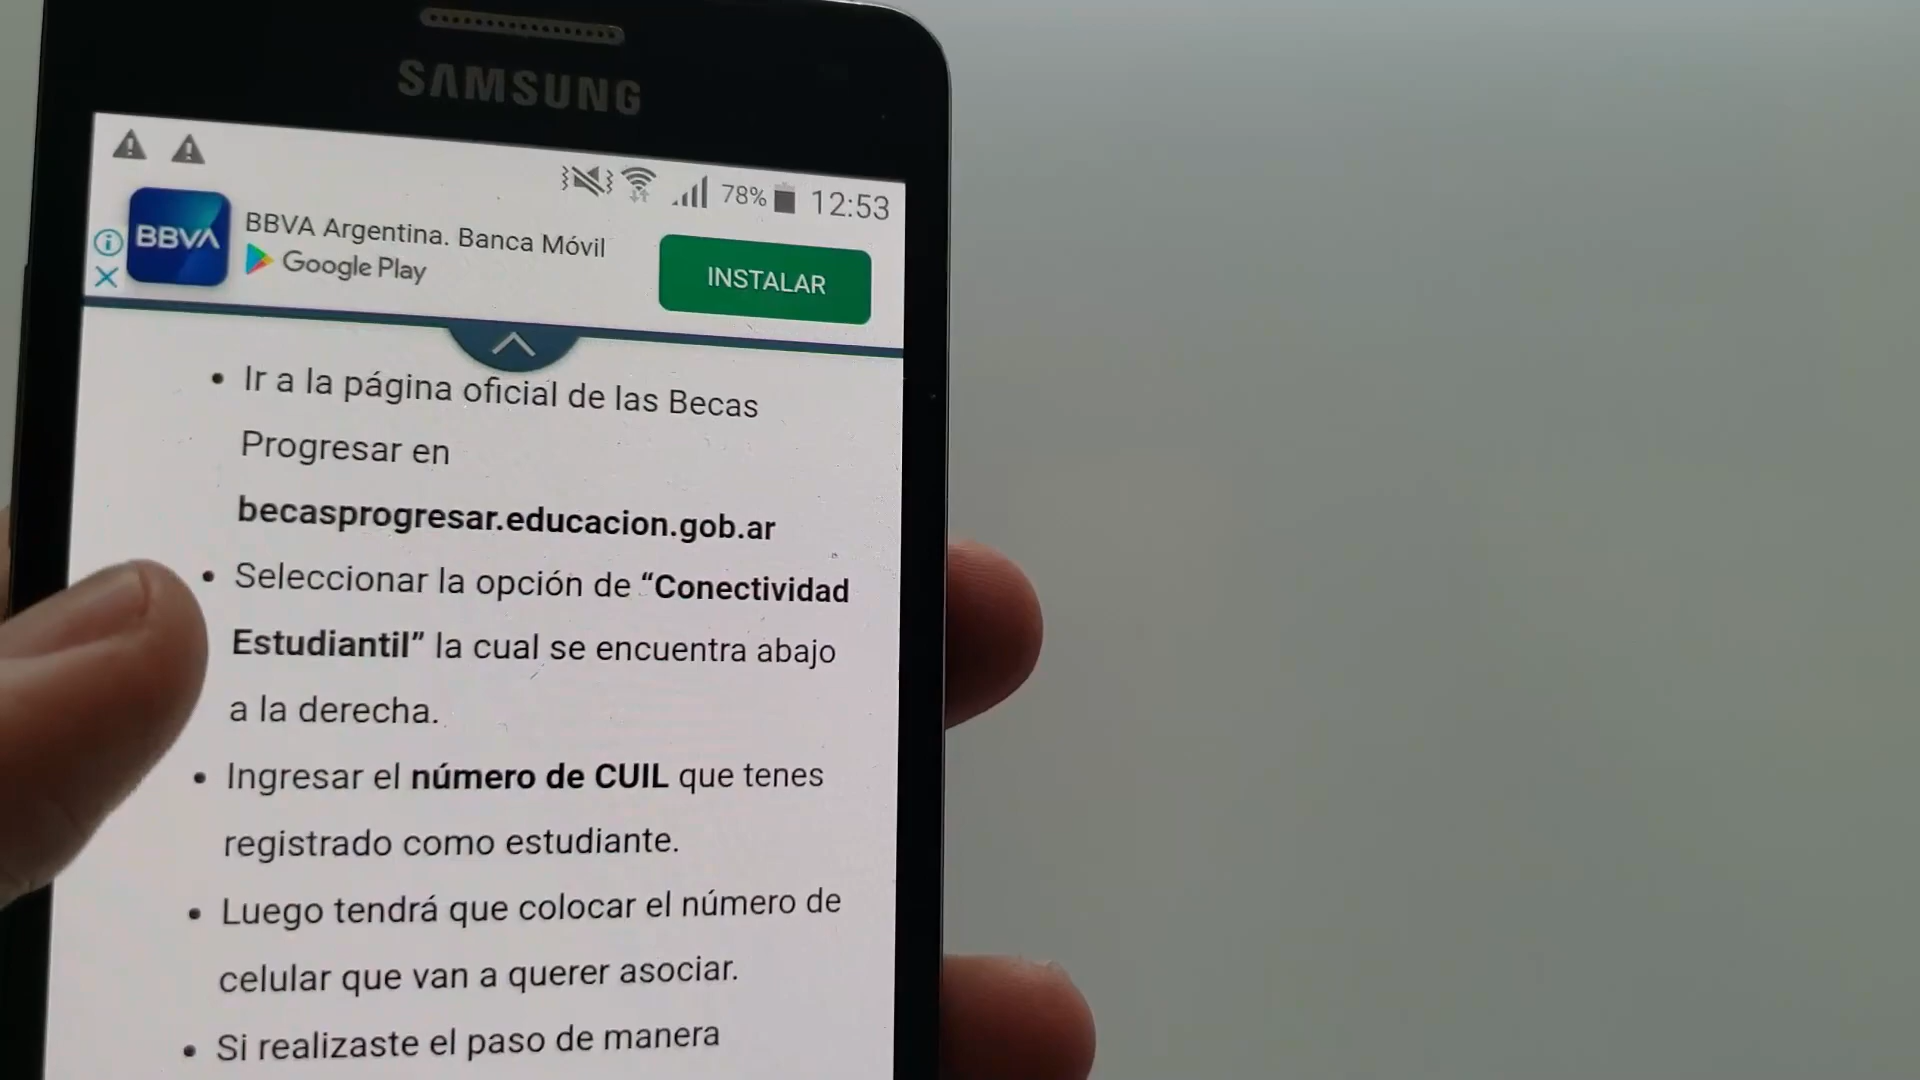 SAMSUNG
78% 12:53
BBVA
BBVA Argentina. Banca Móvil
Google Play
INSTALAR
• Ir a la página oficial de las Becas
Progresar en
becasprogresar.educacion.gob.ar
• Seleccionar la opción de “Conectividad
Estudiantil” la cual se encuentra abajo
a la derecha.
• Ingresar el número de CUIL que tenes
registrado como estudiante.
• Luego tendrá que colocar el número de
celular que van a querer asociar.
• Si realizaste el paso de manera